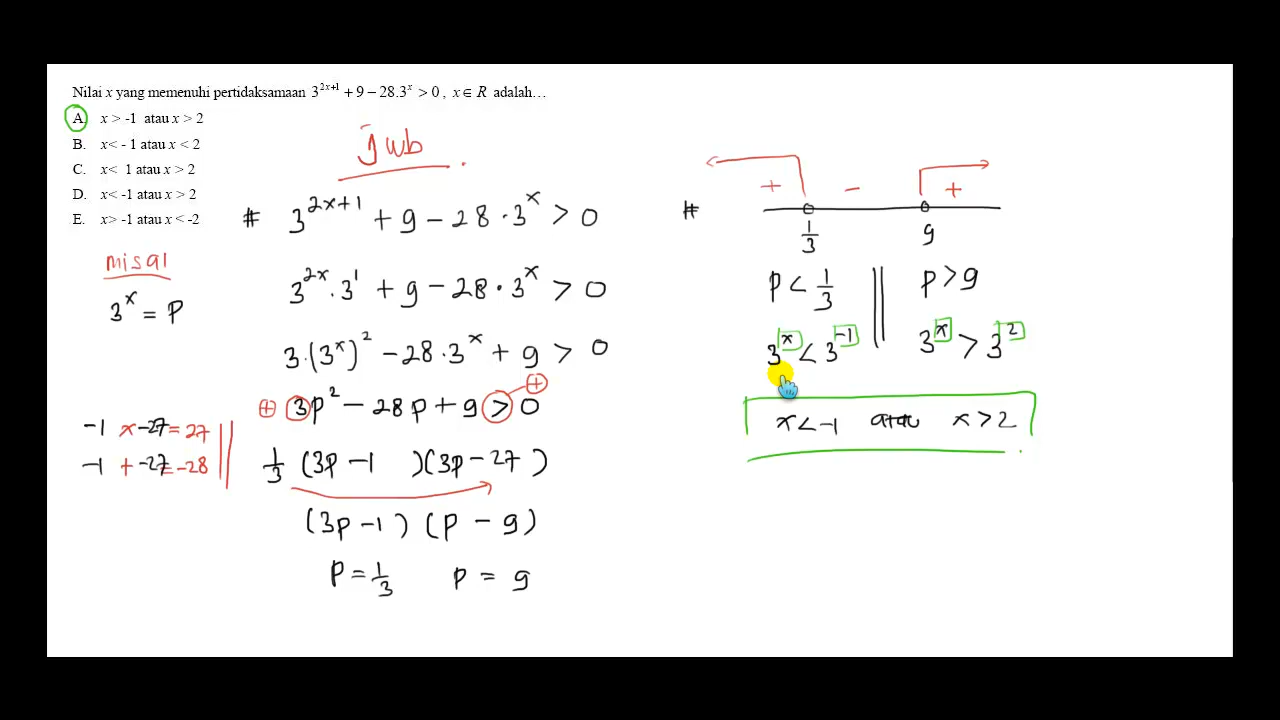 Nilai x yang memenuhi pertidaksamaan 3^{2x+1} + 9 − 28.3^x > 0 , x ∈ R adalah…
A. x > -1 atau x > 2
B. x< - 1 atau x < 2
C. x< 1 atau x > 2
D. x< -1 atau x > 2
E. x> -1 atau x < -2
misal
3^x = P
-1 x -27 = 27
-1 + -27 = -28
Jwb
# 3^{2x+1} + 9 − 28 · 3^x > 0
3^{2x} · 3^1 + 9 − 28 · 3^x > 0
3 · (3^x)^2 − 28 · 3^x + 9 > 0
+ 3p^2 − 28p + 9 > 0 +
1/3 (3p − 1 )(3p − 27 )
(3p − 1 ) (p − 9)
P = 1/3 P = 9
+ − +
#
1/3 9
P < 1/3 || P > 9
3^x < 3^{-1} 3^x > 3^2
x < -1 atau x > 2